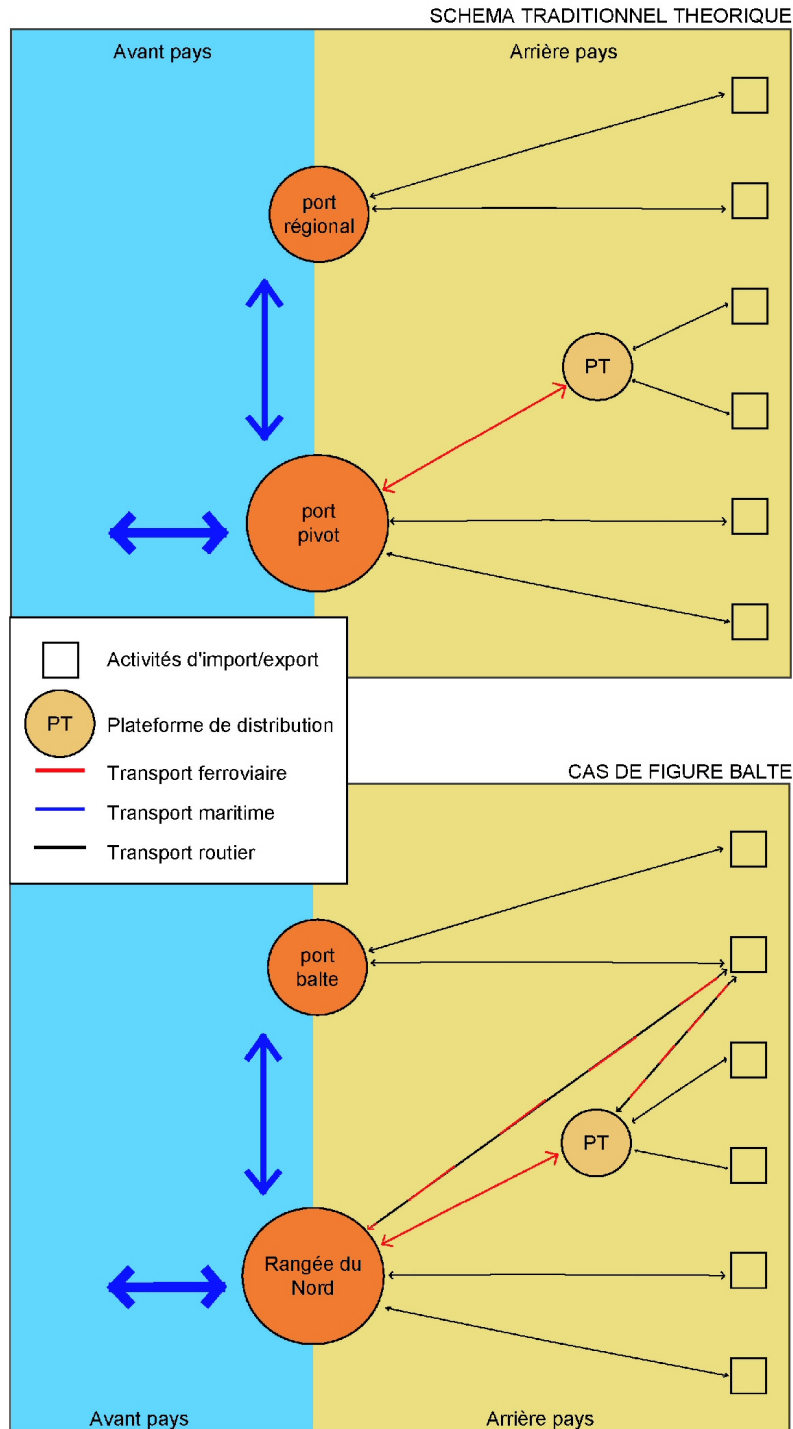 SCHEMA TRADITIONNEL THEORIQUE
Avant pays
Arrière pays
port
régional
PT
port
pivot
Activités d'import/export
PT
Plateforme de distribution
Transport ferroviaire
Transport maritime
Transport routier
CAS DE FIGURE BALTE
port
balte
PT
Rangée du
Nord
Avant pays
Arrière pays